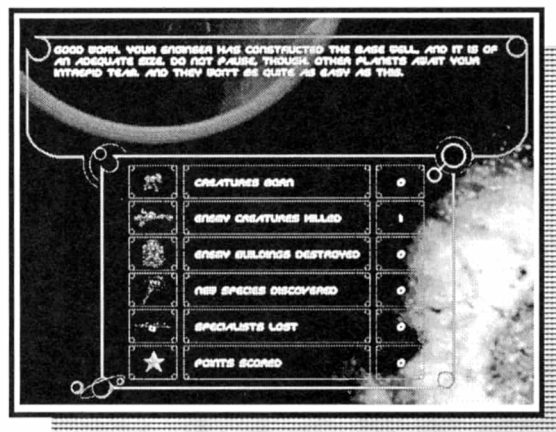 GOOD WORK. YOUR ENGINEER HAS CONSTRUCTED THE BASE WELL, AND IT IS OF
AN ADEQUATE SIZE. DO NOT PAUSE, THOUGH. OTHER PLANETS AWAIT YOUR
INTREPID TEAM, AND THEY WON'T BE QUITE AS EASY AS THIS.
CREATURES BORN 0
ENEMY CREATURES KILLED 1
ENEMY BUILDINGS DESTROYED 0
NEW SPECIES DISCOVERED 0
SPECIALISTS LOST 0
POINTS SCORED 0